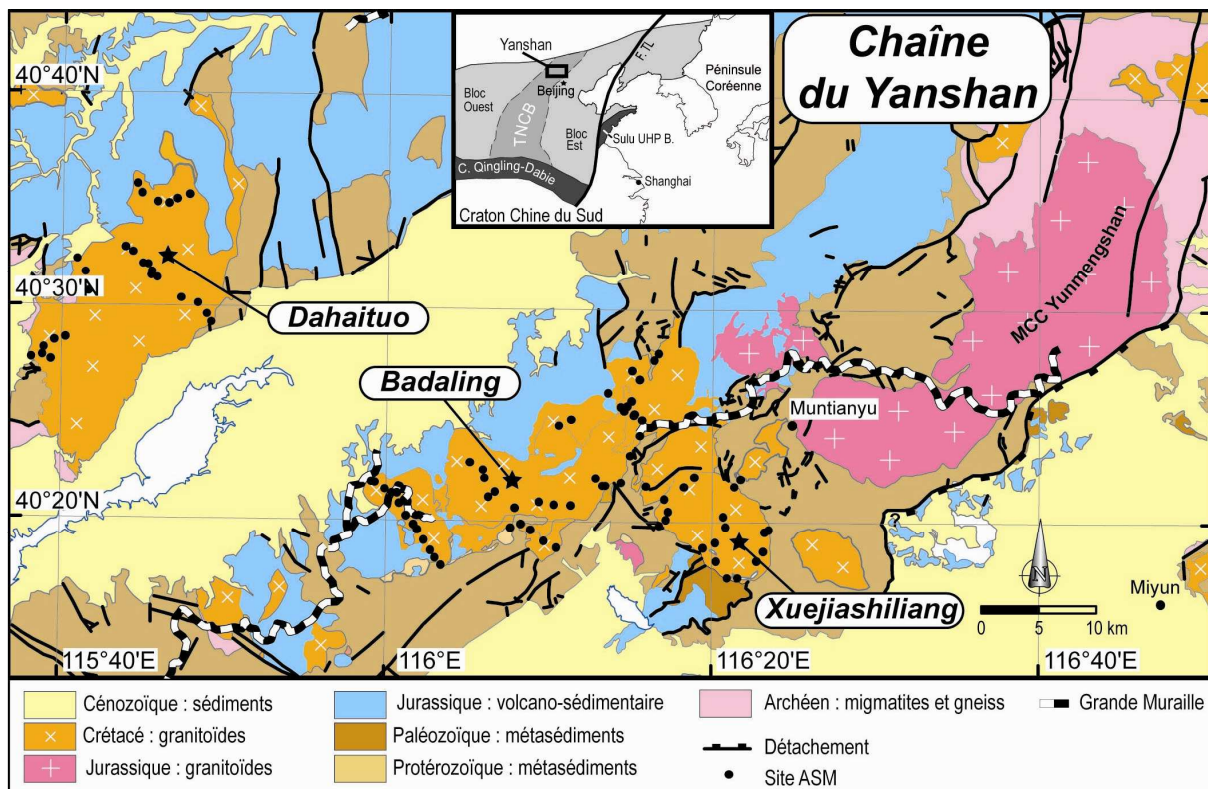 Chaîne
du Yanshan
Yanshan
Beijing
F.TL
Péninsule
Coréenne
Bloc
Ouest
TNCB
Bloc
Est
Sulu UHP B.
C. Qingling-Dabie
Shanghai
Craton Chine du Sud
40°40'N
40°30'N
40°20'N
Dahaituo
Badaling
Muntianyu
MCC Yunmengshan
?
N
Xuejiashiliang
Miyun
0 5 10 km
115°40'E
116°E
116°20'E
116°40'E
Cénozoïque : sédiments
Crétacé : granitoïdes
Jurassique : granitoïdes
Jurassique : volcano-sédimentaire
Paléozoïque : métasédiments
Protérozoïque : métasédiments
Archéen : migmatites et gneiss
Détachement
Site ASM
Grande Muraille